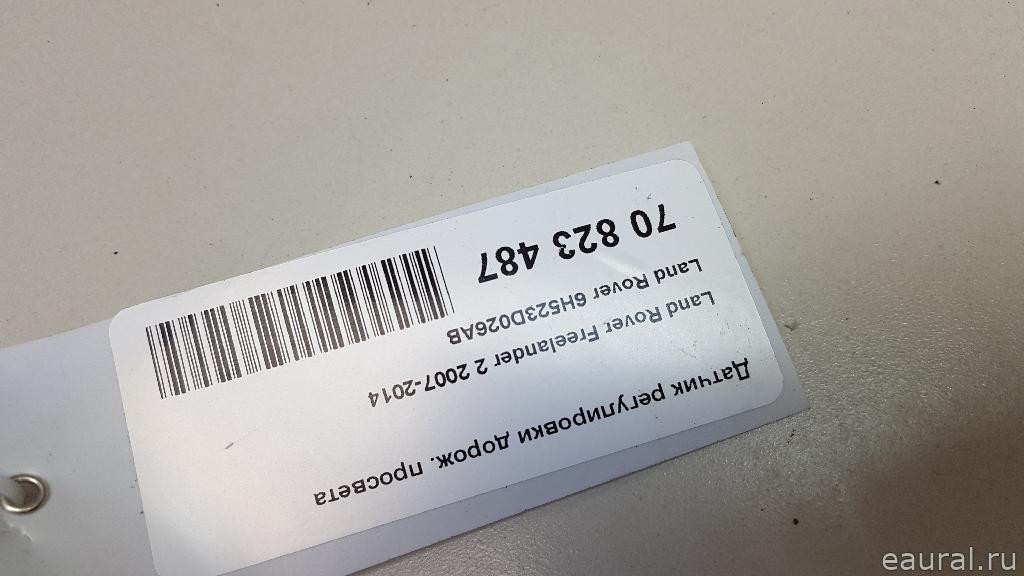 Датчик регулировки дорож. просвета
Land Rover Freelander 2 2007-2014
Land Rover 6H523D026AB
70 823 487
eaural.ru